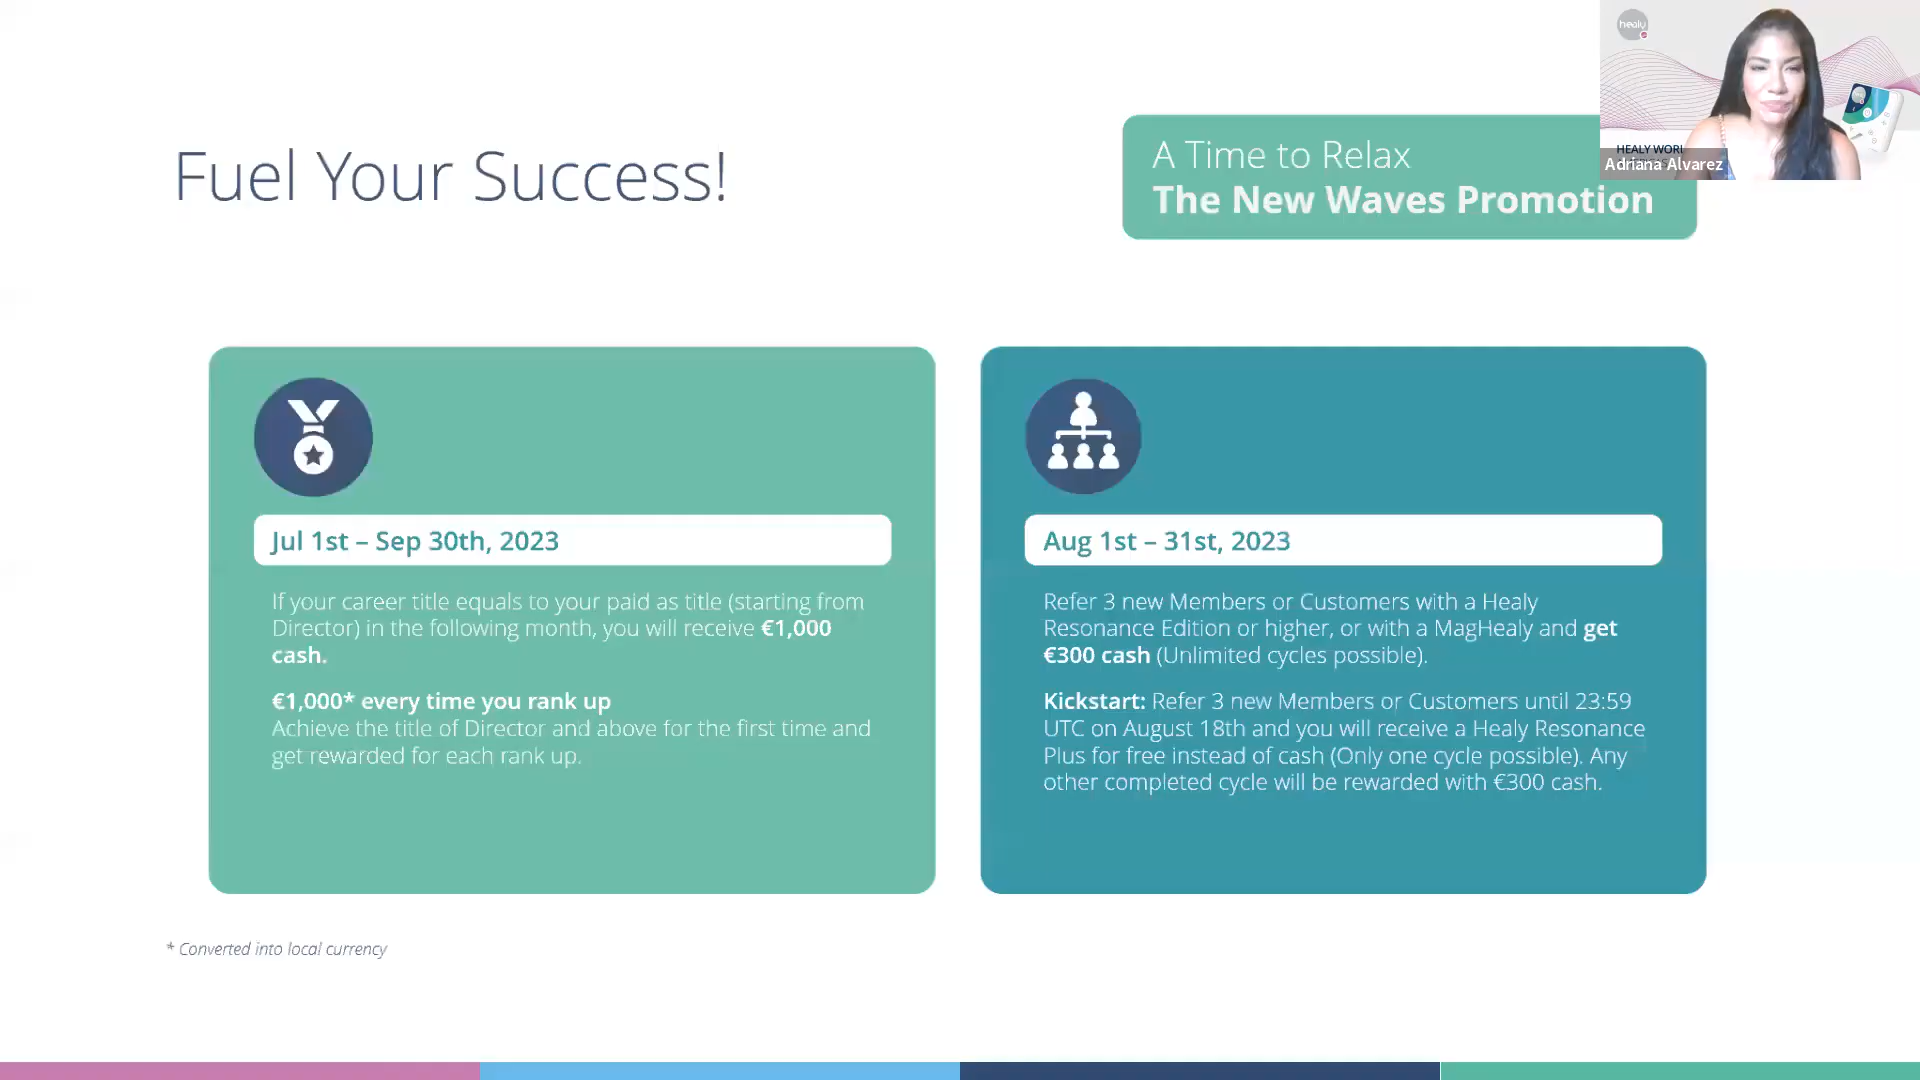 healy
HEALY WORL
Adriana Alvarez
Fuel Your Success!
A Time to Relax
The New Waves Promotion
Jul 1st – Sep 30th, 2023
If your career title equals to your paid as title (starting from
Director) in the following month, you will receive €1,000
cash.
€1,000* every time you rank up
Achieve the title of Director and above for the first time and
get rewarded for each rank up.
Aug 1st – 31st, 2023
Refer 3 new Members or Customers with a Healy
Resonance Edition or higher, or with a MagHealy and get
€300 cash (Unlimited cycles possible).
Kickstart: Refer 3 new Members or Customers until 23:59
UTC on August 18th and you will receive a Healy Resonance
Plus for free instead of cash (Only one cycle possible). Any
other completed cycle will be rewarded with €300 cash.
* Converted into local currency